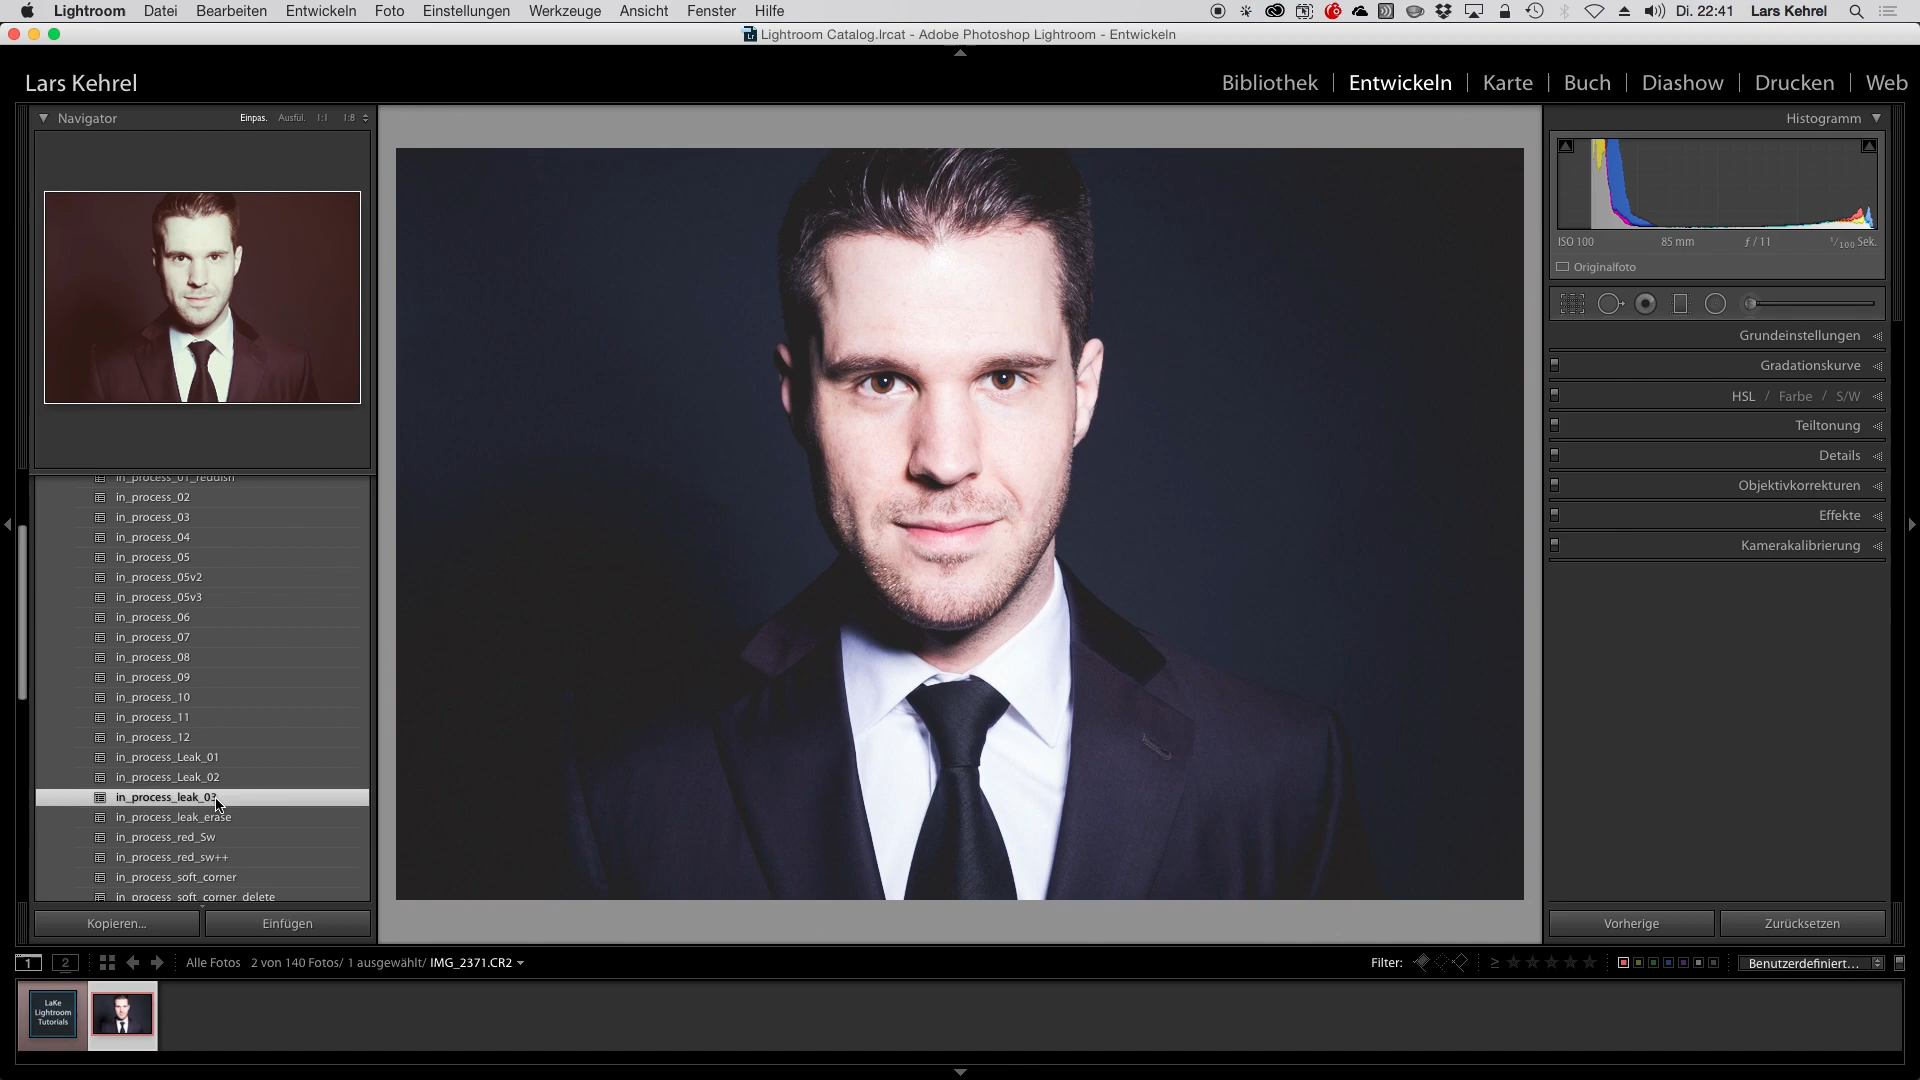 Lightroom Datei Bearbeiten Entwickeln Foto Einstellungen Werkzeuge Ansicht Fenster Hilfe Di. 22:41 Lars Kehrel
Lightroom Catalog.lrcat - Adobe Photoshop Lightroom - Entwickeln
Lars Kehrel
Bibliothek | Entwickeln | Karte | Buch | Diashow | Drucken | Web
Navigator Einpas. Ausfül. 1:1 1:8
Histogramm
ISO 100 85 mm ƒ / 11 1/100 Sek.
Originalfoto
Grundeinstellungen
Gradationskurve
HSL / Farbe / S/W
Teiltonung
Details
Objektivkorrekturen
Effekte
Kamerakalibrierung
in_process_01_reddish
in_process_02
in_process_03
in_process_04
in_process_05
in_process_05v2
in_process_05v3
in_process_06
in_process_07
in_process_08
in_process_09
in_process_10
in_process_11
in_process_12
in_process_Leak_01
in_process_Leak_02
in_process_leak_03
in_process_leak_erase
in_process_red_Sw
in_process_red_sw++
in_process_soft_corner
in_process_soft_corner_delete
Kopieren... Einfügen
Vorherige Zurücksetzen
1 2 Alle Fotos 2 von 140 Fotos/ 1 ausgewählt/ IMG_2371.CR2 Filter: ≥ Benutzerdefiniert...
LaKe
Lightroom
Tutorials